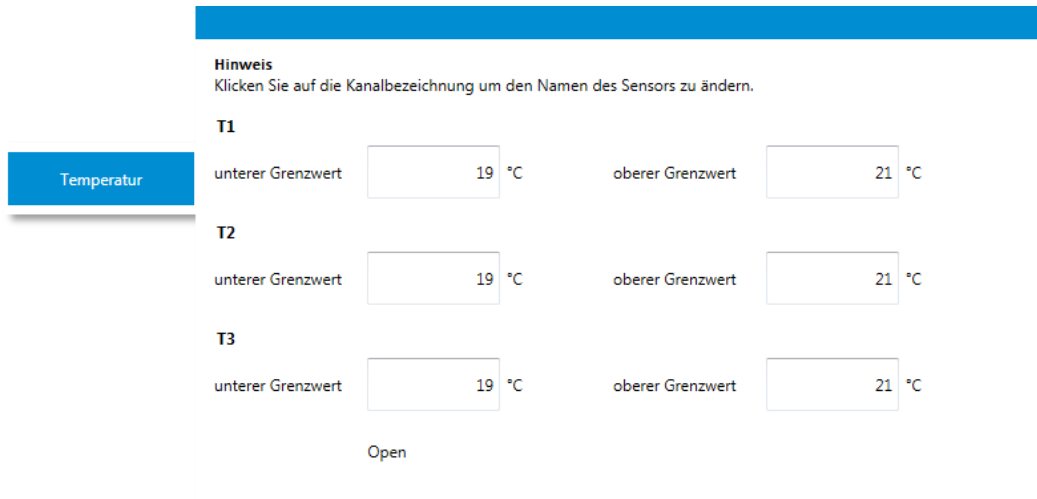 Hinweis
Klicken Sie auf die Kanalbezeichnung um den Namen des Sensors zu ändern.
T1
Temperatur
unterer Grenzwert 19 °C oberer Grenzwert 21 °C
T2
unterer Grenzwert 19 °C oberer Grenzwert 21 °C
T3
unterer Grenzwert 19 °C oberer Grenzwert 21 °C
Open